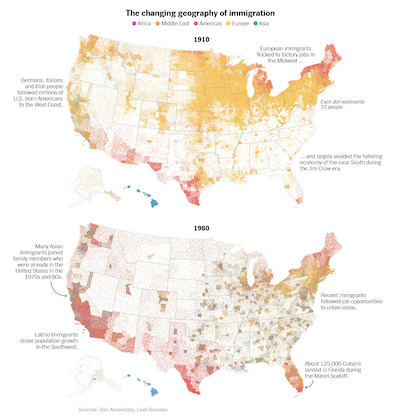 The changing geography of immigration
Africa Middle East Americas Europe Asia
1910
European immigrants
flocked to factory jobs in
the Midwest ...
Germans, Italians
and Irish people
followed millions of
U.S.-born Americans
to the West Coast.
Each dot represents
10 people
... and largely avoided the faltering
economy of the rural South during
the Jim Crow era.
1980
Many Asian
immigrants joined
family members who
were already in the
United States in the
1970s and 80s.
Recent immigrants
followed job opportunities
to urban areas.
Latino immigrants
drove population growth
in the Southwest.
About 125,000 Cubans
landed in Florida during
the Mariel boatlift.
Sources: Ran Abramitzky, Leah Boustan